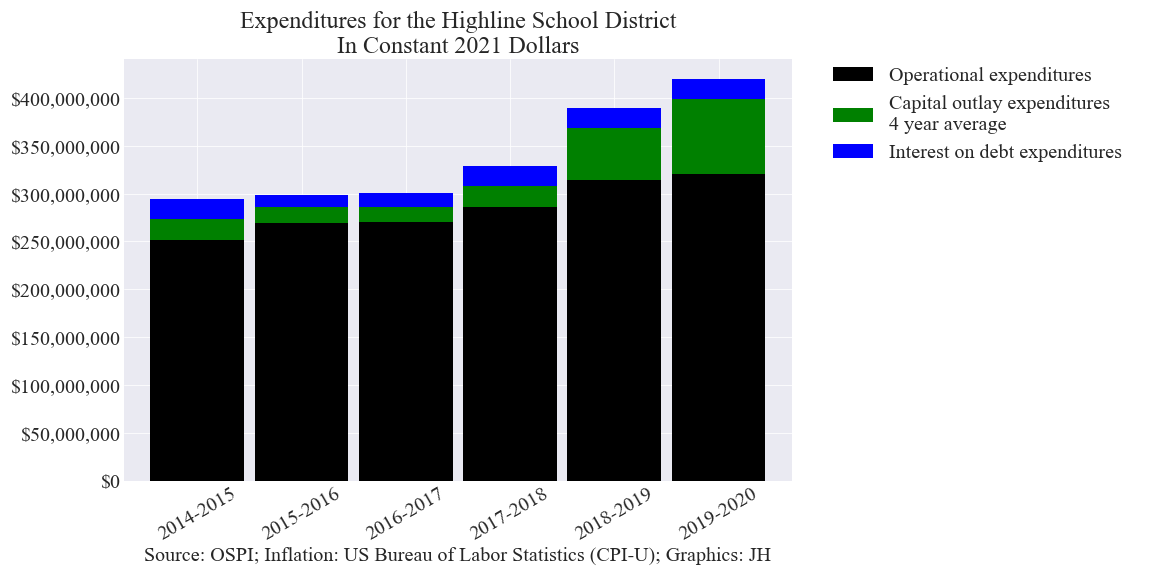 Expenditures for the Highline School District
In Constant 2021 Dollars
$400,000,000
$350,000,000
$300,000,000
$250,000,000
$200,000,000
$150,000,000
$100,000,000
$50,000,000
$0
2014-2015
2015-2016
2016-2017
2017-2018
2018-2019
2019-2020
Source: OSPI; Inflation: US Bureau of Labor Statistics (CPI-U); Graphics: JH
Operational expenditures
Capital outlay expenditures
4 year average
Interest on debt expenditures